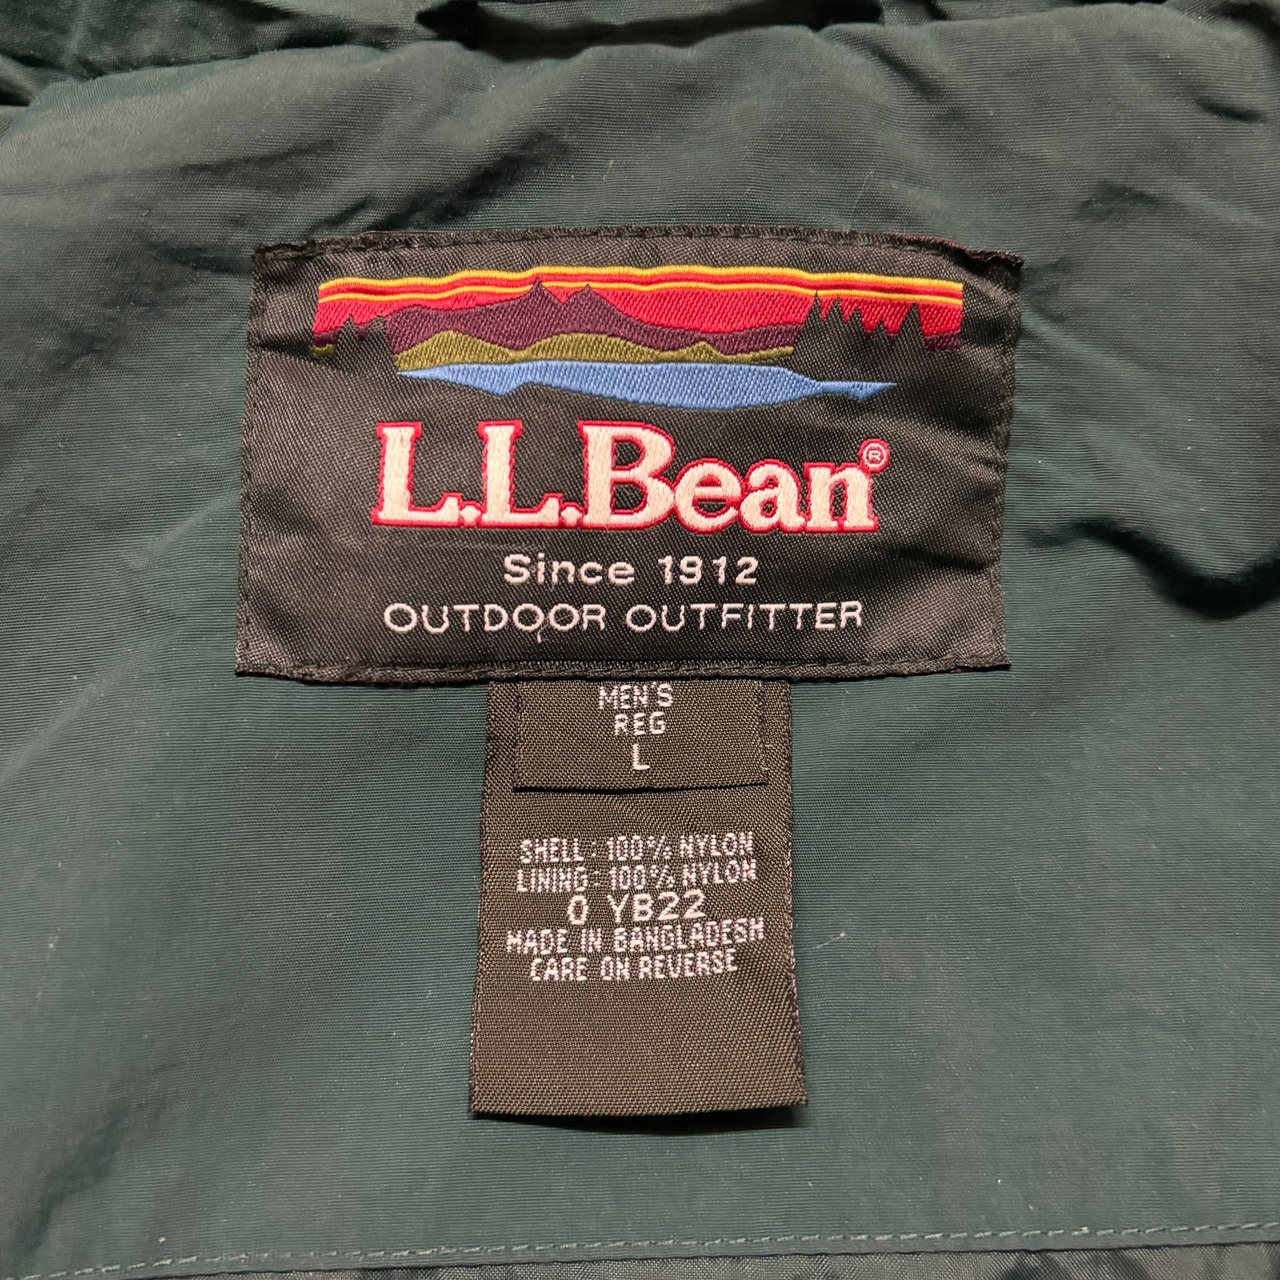 L.L.Bean®
Since 1912
OUTDOOR OUTFITTER
MEN'S
REG
L
SHELL: 100% NYLON
LINING: 100% NYLON
0 YB22
MADE IN BANGLADESH
CARE ON REVERSE